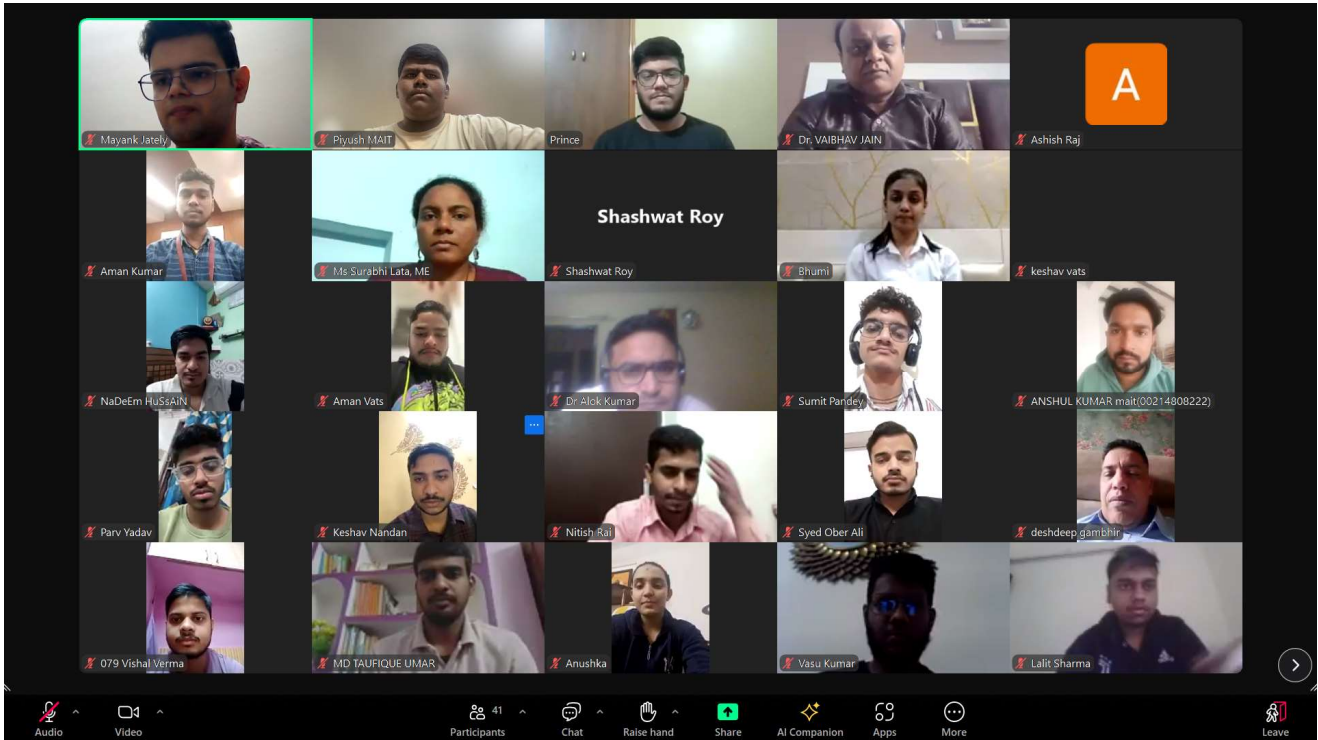 Mayank Jately
Piyush MAIT
Prince
Dr. VAIBHAV JAIN
A
Ashish Raj
Aman Kumar
Ms Surabhi Lata, ME
Shashwat Roy
Shashwat Roy
Bhumi
keshav vats
NaDeEm HuSsAiN
Aman Vats
Dr Alok Kumar
Sumit Pandey
ANSHUL KUMAR mait(00214808222)
Parv Yadav
Keshav Nandan
Nitish Rai
Syed Ober Ali
deshdeep gambhir
079 Vishal Verma
MD TAUFIQUE UMAR
Anushka
Vasu Kumar
Lalit Sharma
Audio
Video
41
Participants
Chat
Raise hand
Share
AI Companion
Apps
More
Leave